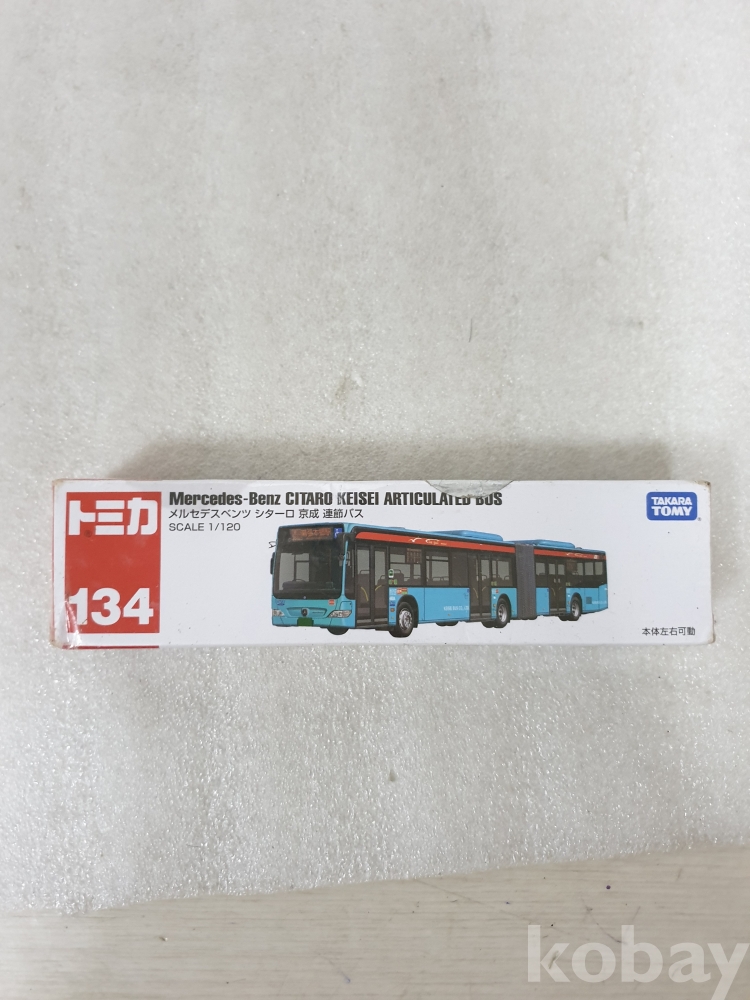 トミカ
134
Mercedes-Benz CITARO KEISEI ARTICULATED BUS
メルセデスベンツ シターロ 京成 連節バス
SCALE 1/120
TAKARA
TOMY
本体左右可動
kobay